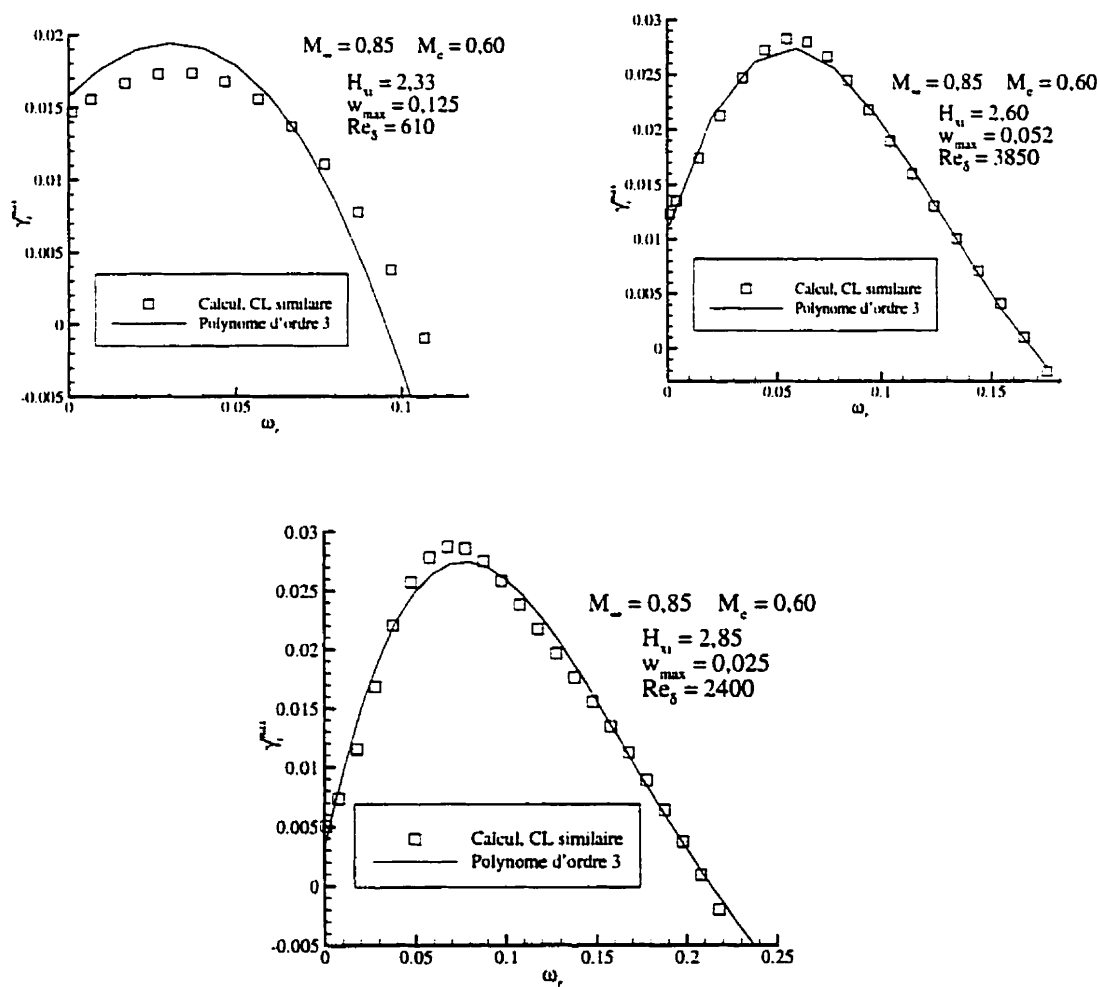 0.02
0.015
0.01
0.005
0
-0.005
0
0.05
0.1
ωr
M∞ = 0,85 Me = 0,60
Hu = 2,33
wmax = 0,125
Reδ = 610
Calcul, CL similaire
Polynome d'ordre 3
0.03
0.025
0.02
0.015
0.01
0.005
0
0
0.05
0.1
0.15
ωr
M∞ = 0,85 Me = 0,60
Hu = 2,60
wmax = 0,052
Reδ = 3850
Calcul, CL similaire
Polynome d'ordre 3
0.03
0.025
0.02
0.015
0.01
0.005
0
-0.005
0
0.05
0.1
0.15
0.2
0.25
γi max
ωr
M∞ = 0,85 Me = 0,60
Hu = 2,85
wmax = 0,025
Reδ = 2400
Calcul, CL similaire
Polynome d'ordre 3